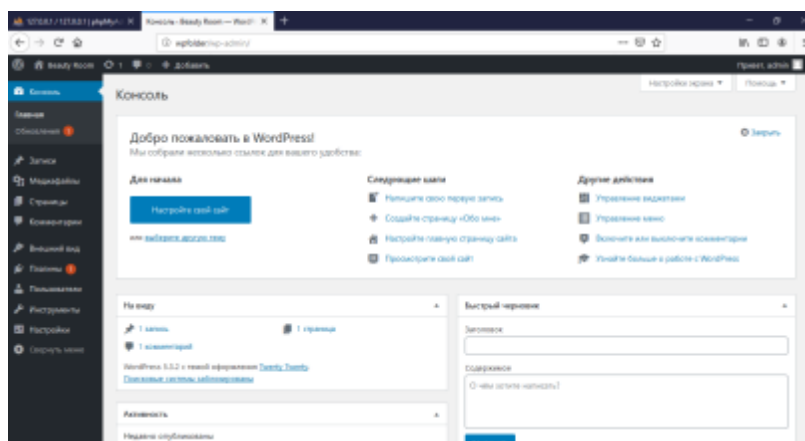 127.0.0.1 / 127.0.0.1 | phpMyAd
Консоль · Beauty Room — WordP
wpfolder/wp-admin/
Beauty Room 1 0 Добавить
Привет, admin
Настройки экрана Помощь
Консоль
Главная
Обновления 1
Записи
Медиафайлы
Страницы
Комментарии
Внешний вид
Плагины 1
Пользователи
Инструменты
Настройки
Свернуть меню
Консоль
Добро пожаловать в WordPress!
Закрыть
Мы собрали несколько ссылок для вашего удобства:
Для начала
Настройте свой сайт
или выберите другую тему
Следующие шаги
Напишите свою первую запись
Создайте страницу «Обо мне»
Настройте главную страницу сайта
Просмотрите свой сайт
Другие действия
Управление виджетами
Управление меню
Включите или выключите комментарии
Узнайте больше о работе с WordPress
На виду
1 запись
1 страница
1 комментарий
WordPress 5.3.2 с темой оформления Twenty Twenty.
Поисковые системы заблокированы
Активность
Недавно опубликованы
Быстрый черновик
Заголовок
Содержимое
О чём хотите написать?